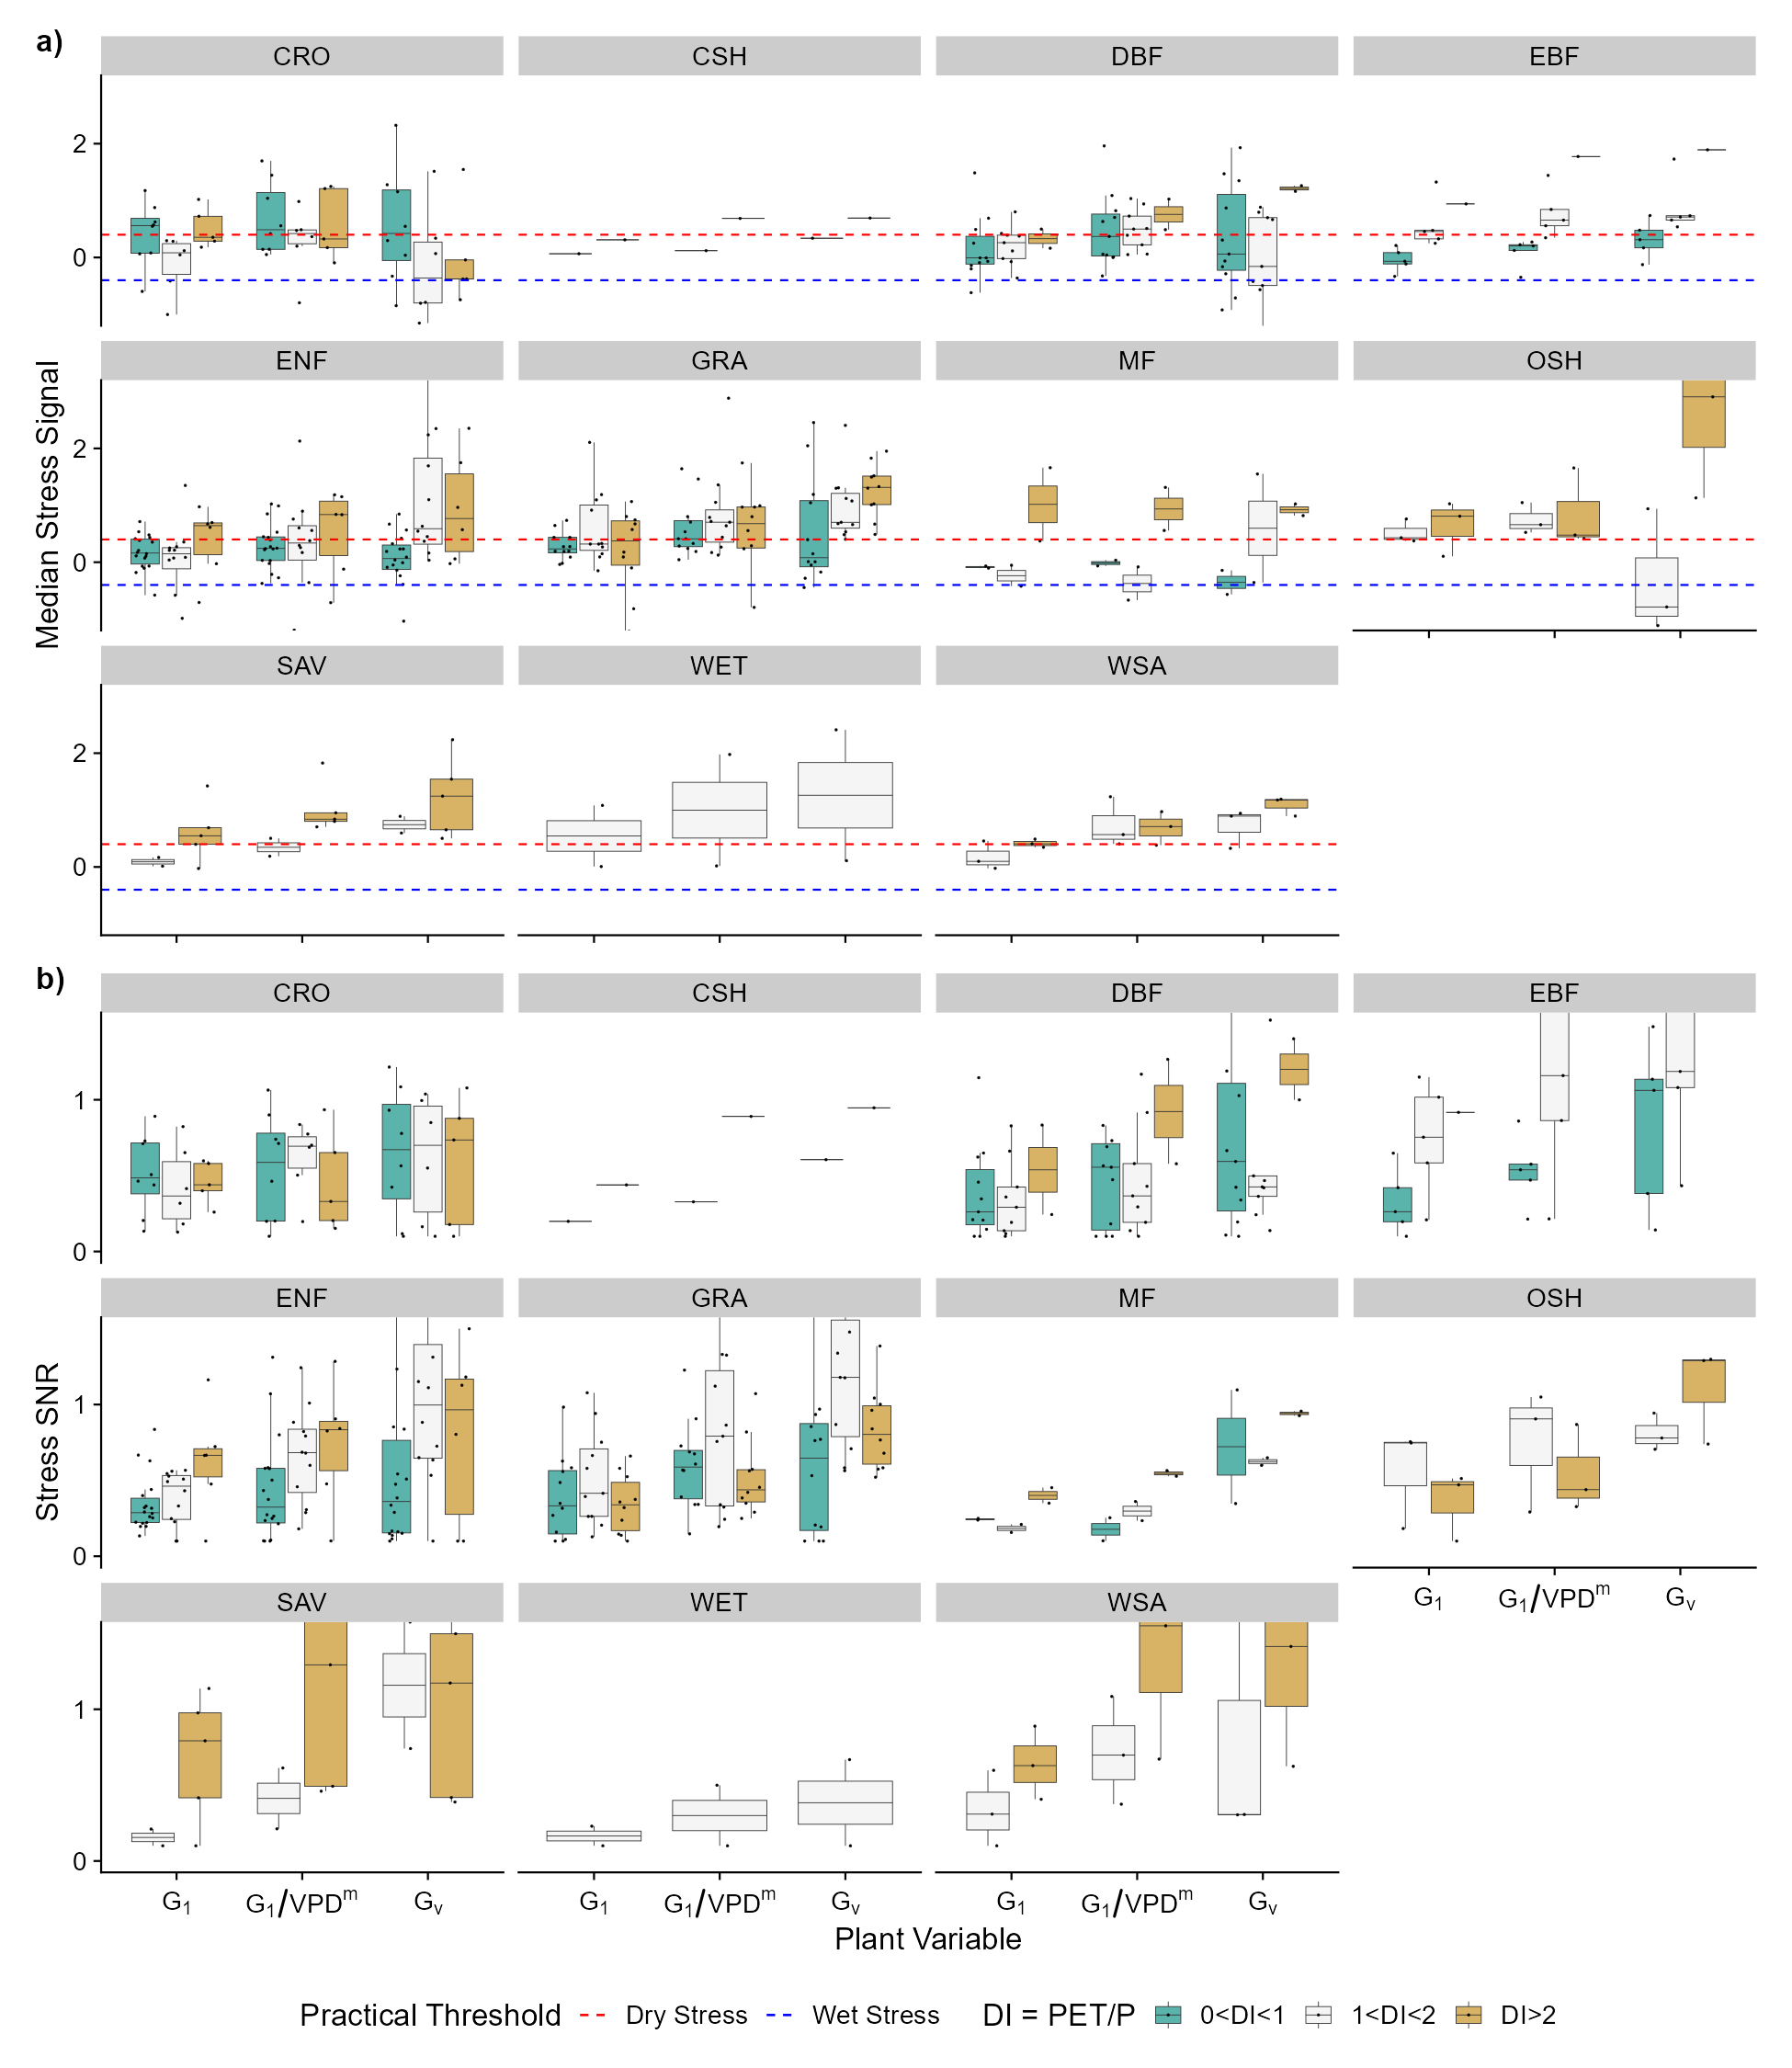 a)
CRO CSH DBF EBF
2
0
ENF GRA MF OSH
2
0
SAV WET WSA
2
0
Median Stress Signal
b)
CRO CSH DBF EBF
1
0
ENF GRA MF OSH
1
0
G1 G1/VPDm Gv
SAV WET WSA
1
0
Stress SNR
G1 G1/VPDm Gv G1 G1/VPDm Gv G1 G1/VPDm Gv
Plant Variable
Practical Threshold Dry Stress Wet Stress DI = PET/P 0<DI<1 1<DI<2 DI>2